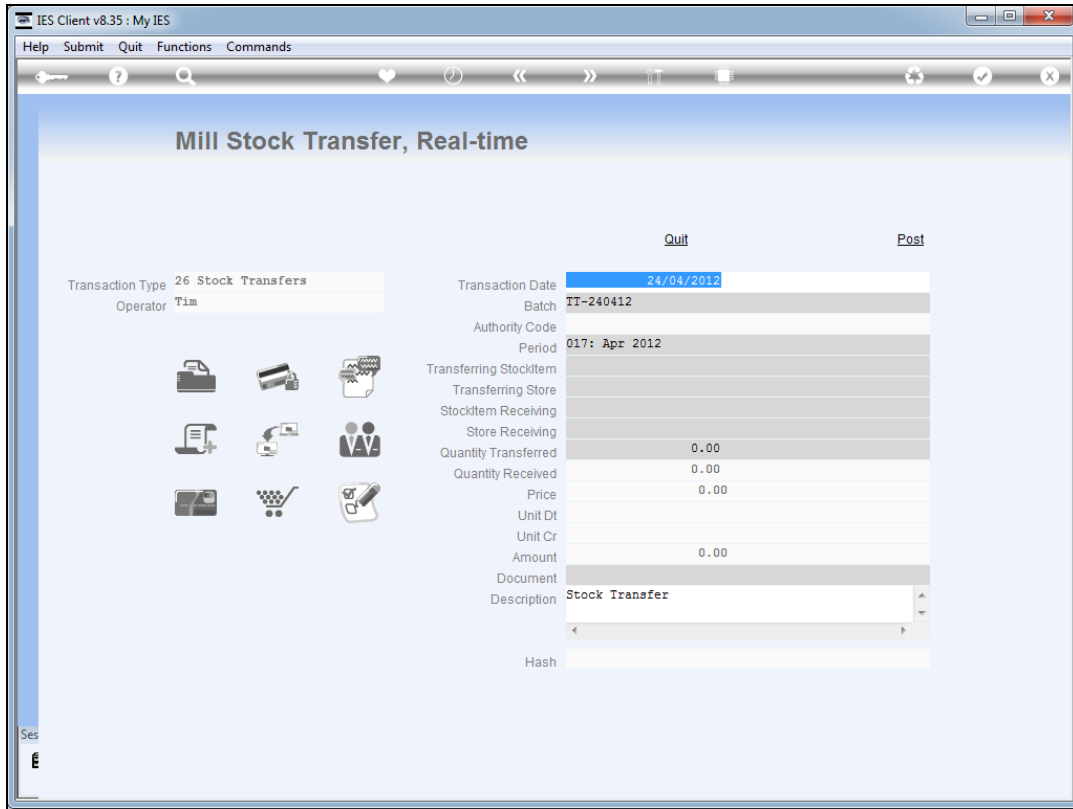 IES Client v8.35 : My IES
Help Submit Quit Functions Commands
Mill Stock Transfer, Real-time
Quit Post
Transaction Type 26 Stock Transfers
Operator Tim
Transaction Date 24/04/2012
Batch TT-240412
Authority Code
Period 017: Apr 2012
Transferring StockItem
Transferring Store
StockItem Receiving
Store Receiving
Quantity Transferred 0.00
Quantity Received 0.00
Price 0.00
Unit Dt
Unit Cr
Amount 0.00
Document
Description Stock Transfer
Hash
Ses